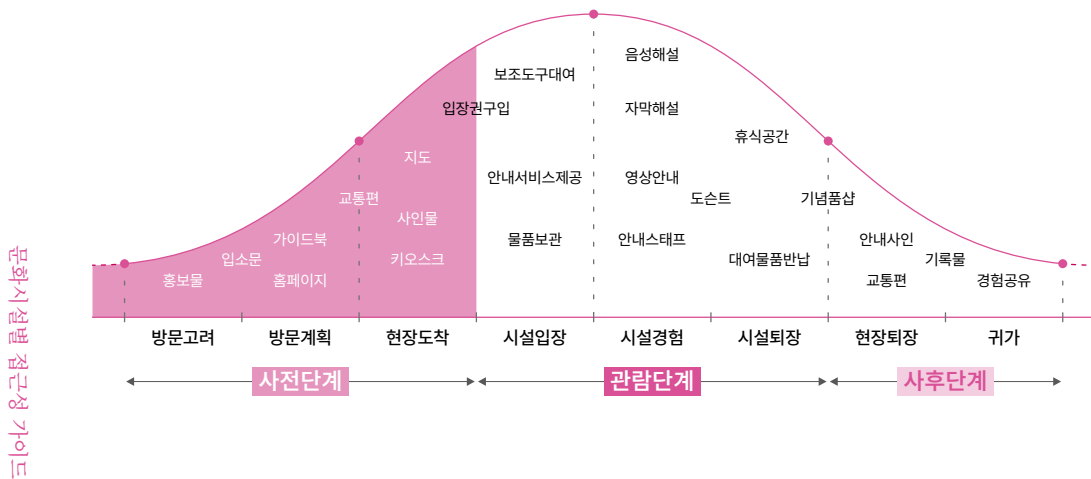 음성해설
보조도구대여
입장권구입
자막해설
휴식공간
지도
안내서비스제공
영상안내
교통편
도슨트
기념품샵
사인물
가이드북
물품보관
안내스태프
안내사인
입소문
키오스크
대여물품반납
기록물
홍보물
홈페이지
교통편
경험공유
방문고려
방문계획
현장도착
시설입장
시설경험
시설퇴장
현장퇴장
귀가
사전단계
관람단계
사후단계
문화시설별 접근성 가이드